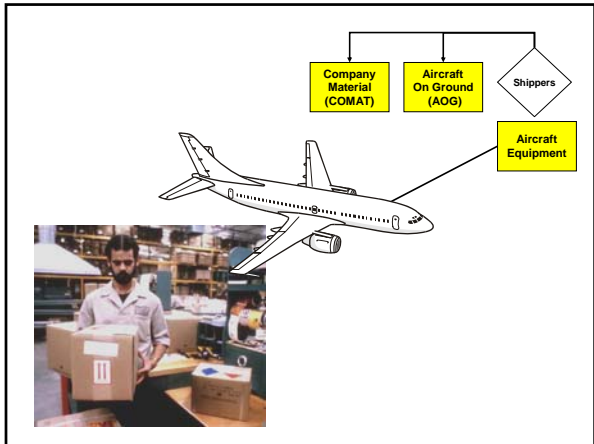 Company
Material
(COMAT)
Aircraft
On Ground
(AOG)
Shippers
Aircraft
Equipment